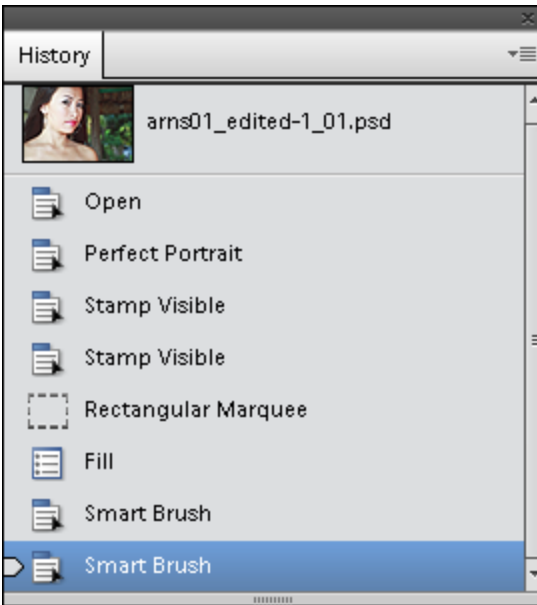 History
arns01_edited-1_01.psd
Open
Perfect Portrait
Stamp Visible
Stamp Visible
Rectangular Marquee
Fill
Smart Brush
Smart Brush